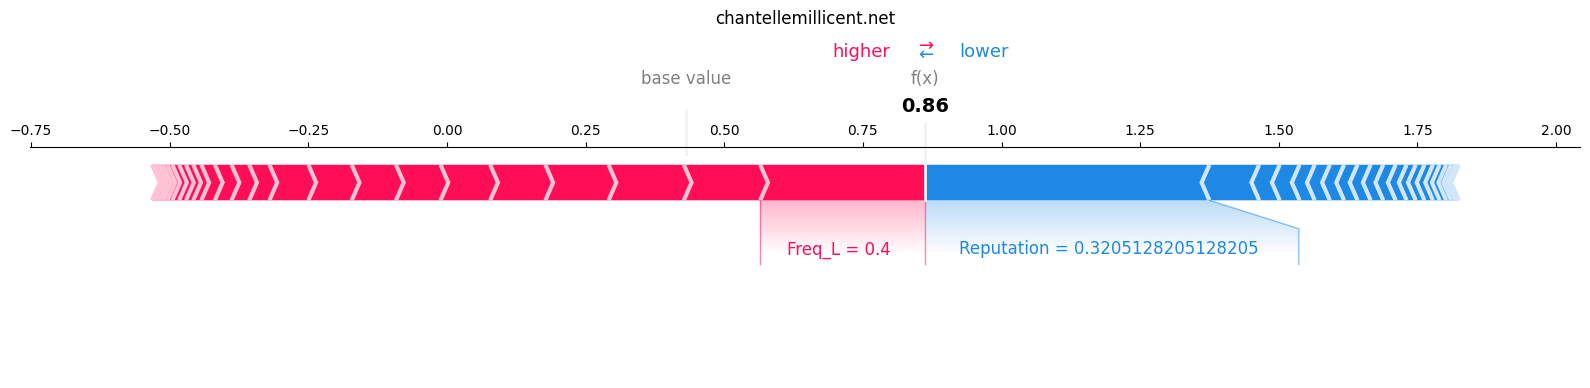 chantellemillicent.net
higher ⇄ lower
base value f(x)
0.86
−0.75 −0.50 −0.25 0.00 0.25 0.50 0.75 1.00 1.25 1.50 1.75 2.00
Freq_L = 0.4 Reputation = 0.3205128205128205